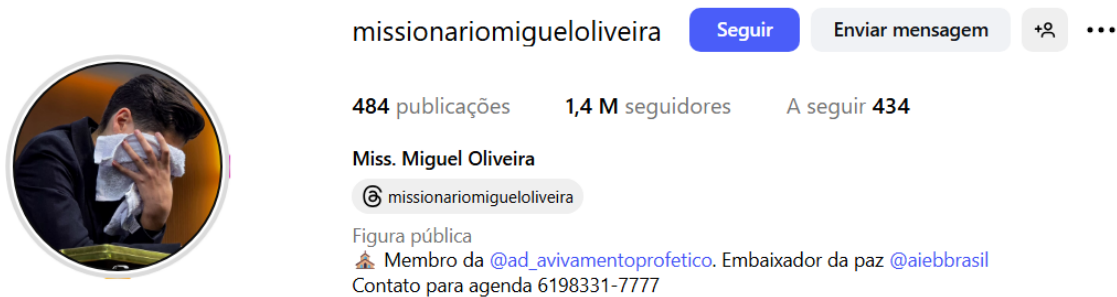 missionariomigueloliveira Seguir Enviar mensagem
484 publicações 1,4 M seguidores A seguir 434
Miss. Miguel Oliveira
missionariomigueloliveira
Figura pública
Membro da @ad_avivamentoprofetico. Embaixador da paz @aiebbrasil
Contato para agenda 6198331-7777